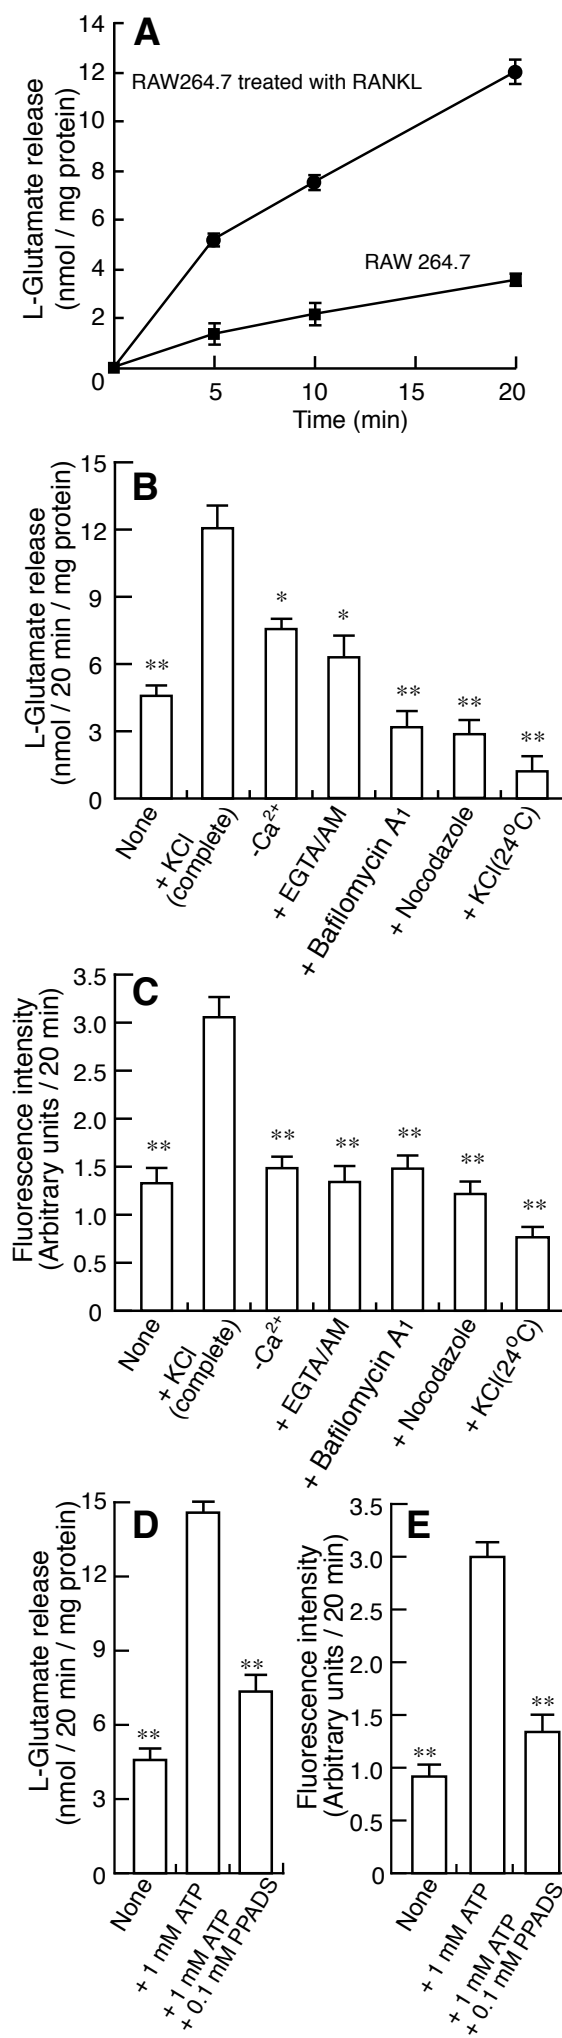 A
L-Glutamate release
(nmol / mg protein)
14
12
10
8
6
4
2
0
RAW264.7 treated with RANKL
RAW 264.7
5
10
15
20
Time (min)
B
L-Glutamate release
(nmol / 20 min / mg protein)
15
12
9
6
3
0
**
*
*
**
**
**
None
+ KCl
(complete)
-Ca2+
+ EGTA/AM
+ Bafilomycin A1
+ Nocodazole
+ KCl(24°C)
C
Fluorescence intensity
(Arbitrary units / 20 min)
3.5
3.0
2.5
2.0
1.5
1.0
0.5
0
**
**
**
**
**
**
None
+ KCl
(complete)
-Ca2+
+ EGTA/AM
+ Bafilomycin A1
+ Nocodazole
+ KCl(24°C)
D
L-Glutamate release
(nmol / 20 min / mg protein)
15
12
9
6
3
0
**
**
None
+ 1 mM ATP
+ 1 mM ATP
+ 0.1 mM PPADS
E
Fluorescence intensity
(Arbitrary units / 20 min)
3.5
3.0
2.5
2.0
1.5
1.0
0.5
0
**
**
None
+ 1 mM ATP
+ 1 mM ATP
+ 0.1 mM PPADS